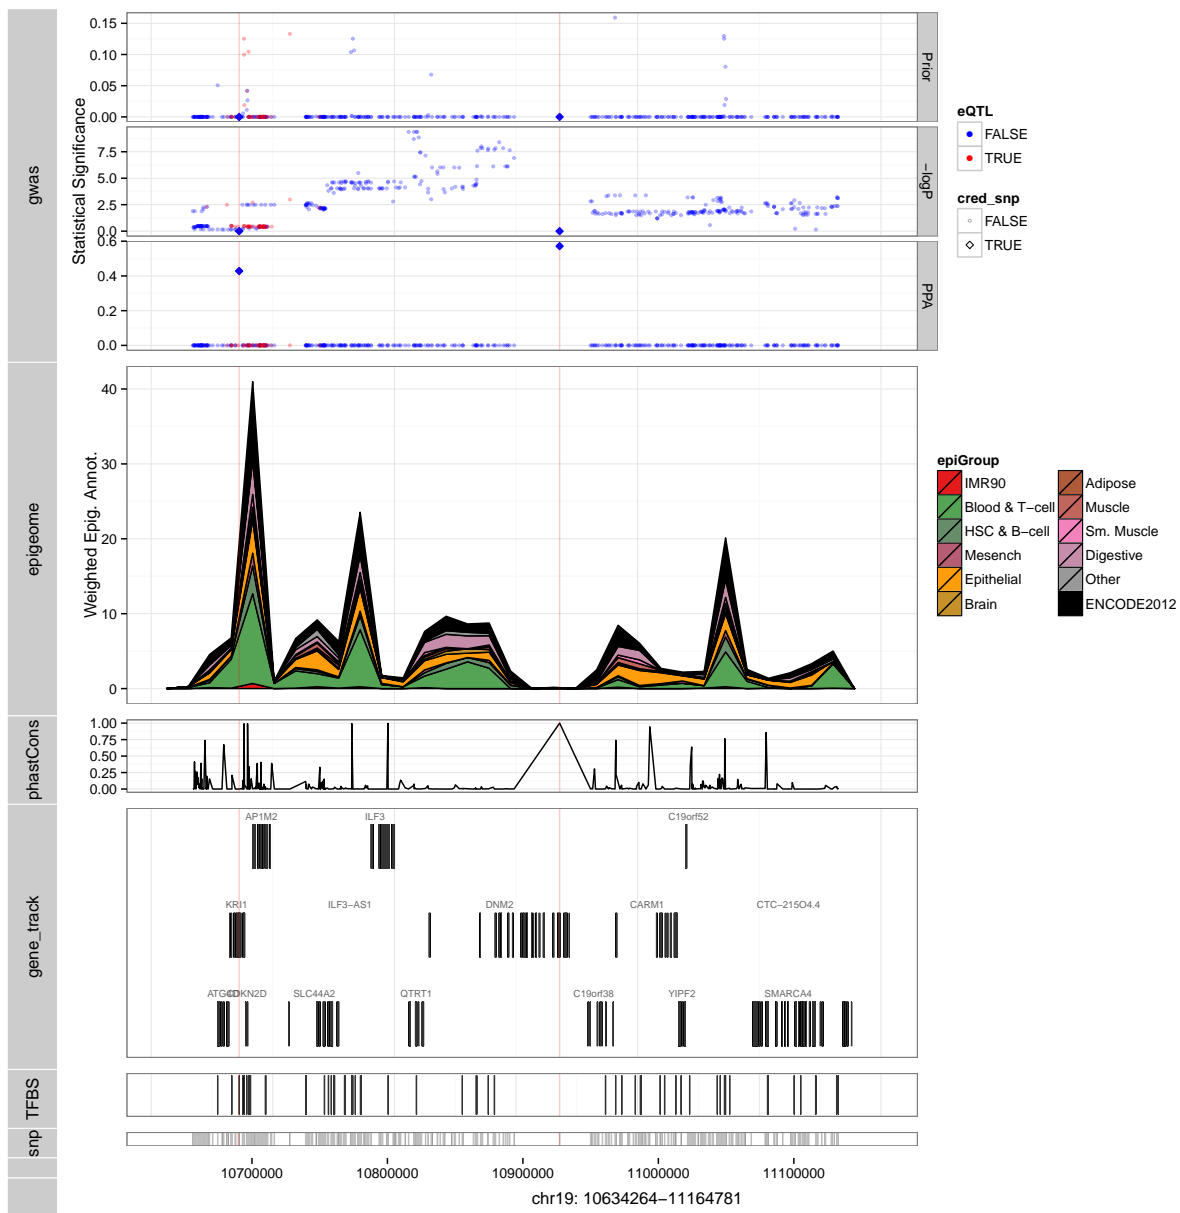 gwas
Statistical Significance
0.15
0.10
0.05
0.00
Prior
7.5
5.0
2.5
0.0
−logP
0.6
0.4
0.2
0.0
PPA
eQTL
FALSE
TRUE
cred_snp
FALSE
TRUE
epigeome
Weighted Epig. Annot.
40
30
20
10
0
epiGroup
IMR90
Blood & T−cell
HSC & B−cell
Mesench
Epithelial
Brain
Adipose
Muscle
Sm. Muscle
Digestive
Other
ENCODE2012
phastCons
1.00
0.75
0.50
0.25
0.00
gene_track
AP1M2 ILF3 C19orf52
KRI1 ILF3−AS1 DNM2 CARM1 CTC−215O4.4
CDKN2D SLC44A2 QTRT1 C19orf38 YIPF2 SMARCA4
TFBS
snp
10700000 10800000 10900000 11000000 11100000
chr19: 10634264−11164781